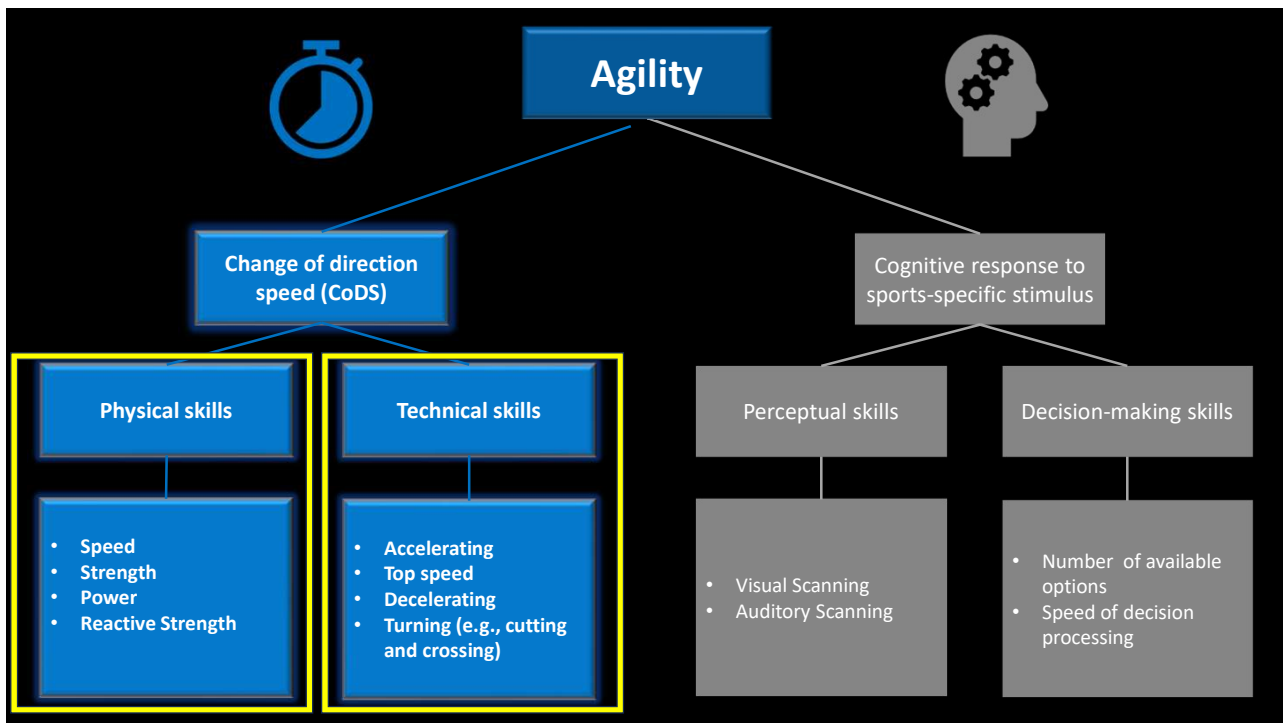 Agility
Change of direction
speed (CoDS)
Cognitive response to
sports-specific stimulus
Physical skills
Technical skills
Perceptual skills
Decision-making skills
• Speed
• Strength
• Power
• Reactive Strength
• Accelerating
• Top speed
• Decelerating
• Turning (e.g., cutting
and crossing)
• Visual Scanning
• Auditory Scanning
• Number of available
options
• Speed of decision
processing